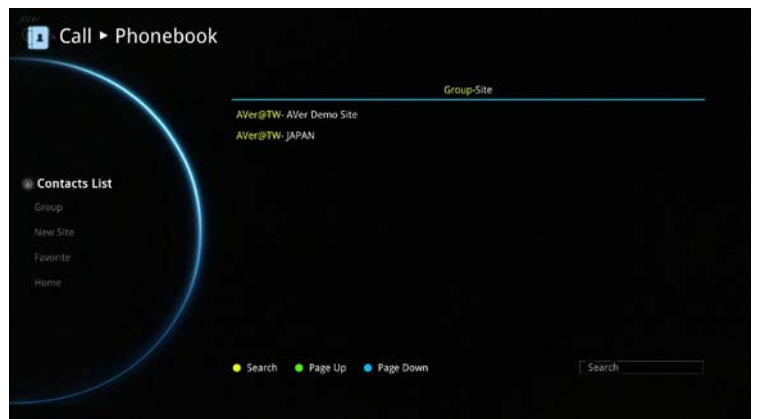 AVer
Call ► Phonebook
Group-Site
AVer@TW- AVer Demo Site
AVer@TW- JAPAN
Contacts List
Group
New Site
Favorite
Home
Search Page Up Page Down Search